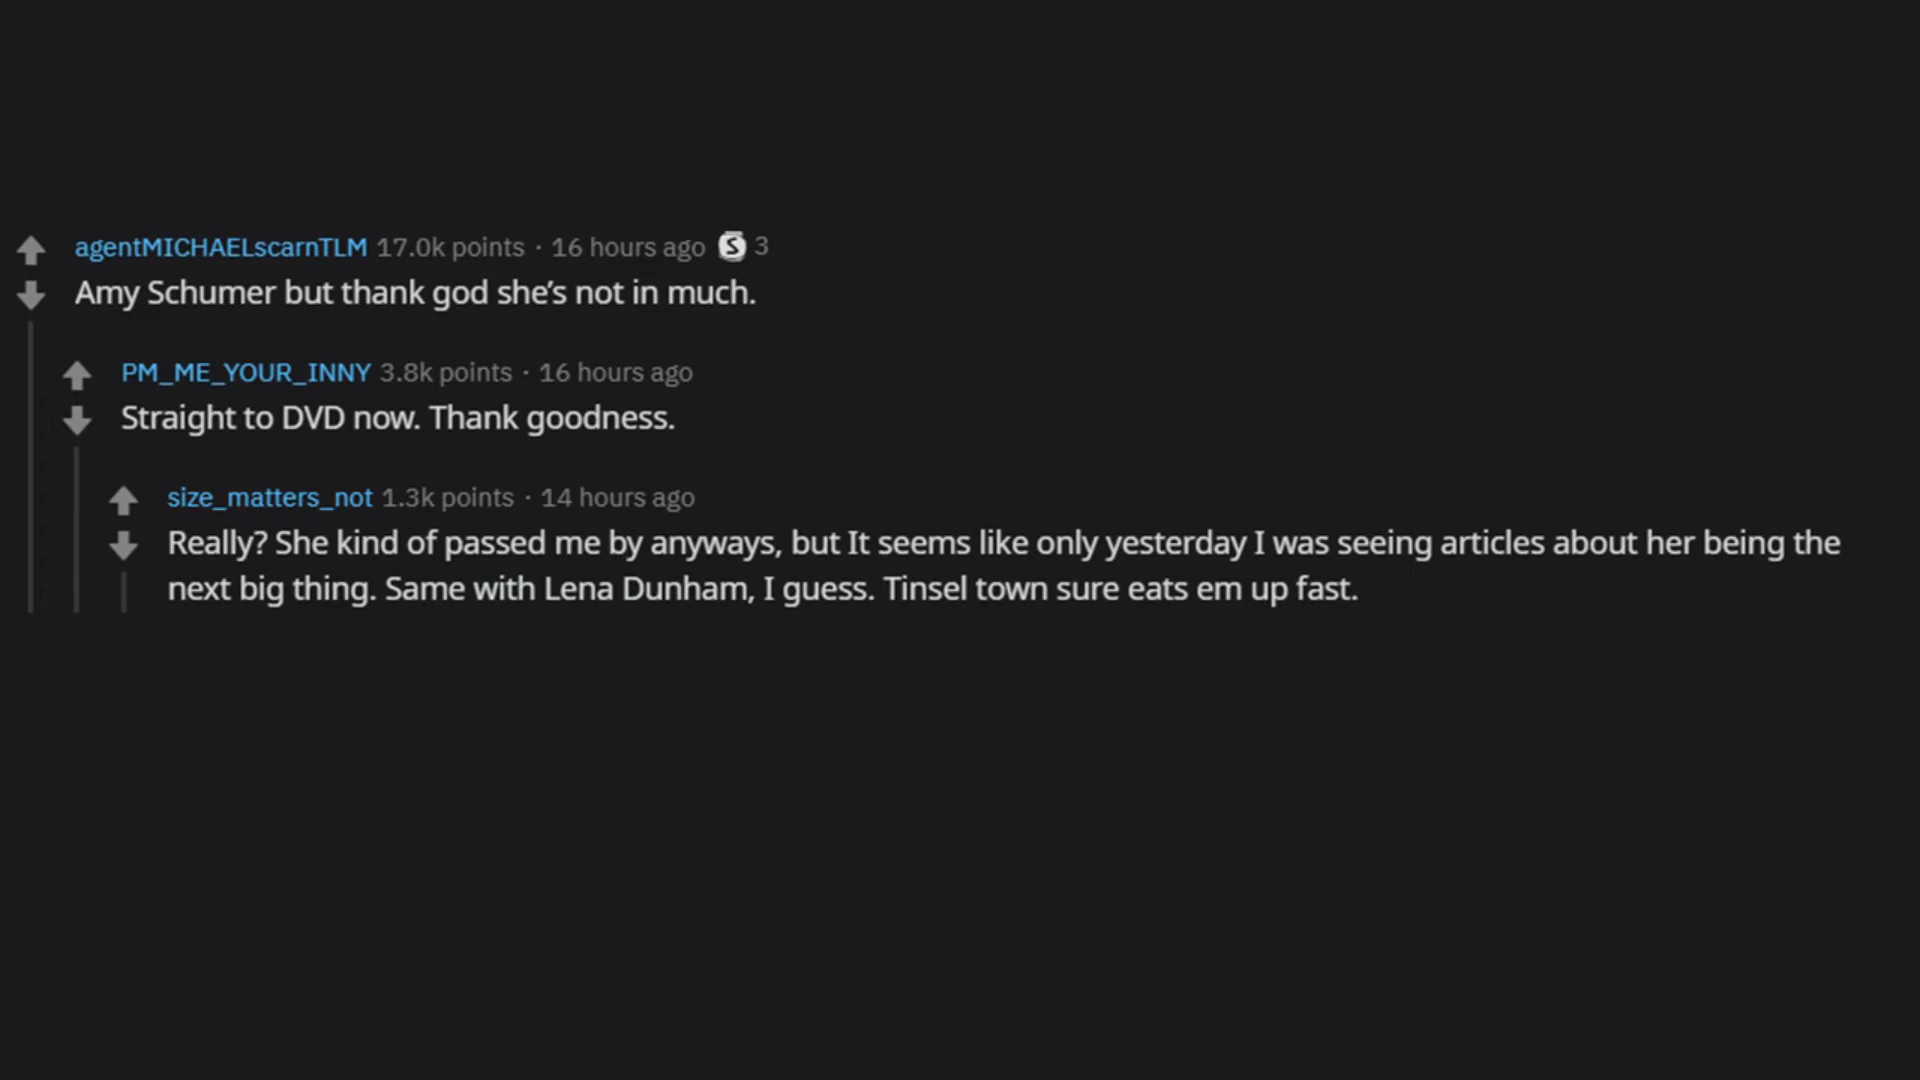 agentMICHAELscarnTLM 17.0k points · 16 hours ago S 3
Amy Schumer but thank god she’s not in much.
PM_ME_YOUR_INNY 3.8k points · 16 hours ago
Straight to DVD now. Thank goodness.
size_matters_not 1.3k points · 14 hours ago
Really? She kind of passed me by anyways, but It seems like only yesterday I was seeing articles about her being the
next big thing. Same with Lena Dunham, I guess. Tinsel town sure eats em up fast.